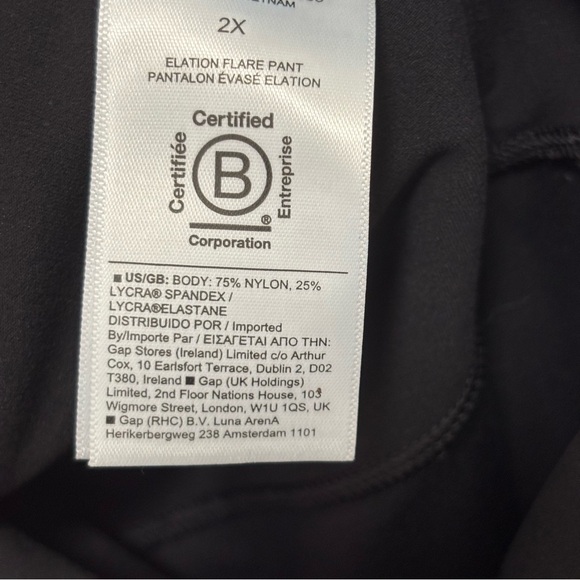 2X
ELATION FLARE PANT
PANTALON ÉVASÉ ELATION
Certified
Certifiée
B
Entreprise
®
Corporation
■ US/GB: BODY: 75% NYLON, 25%
LYCRA® SPANDEX /
LYCRA®ELASTANE
DISTRIBUIDO POR / Imported
By/Importe Par / ΕΙΣΑΓΕΤΑΙ ΑΠΟ ΤΗΝ:
Gap Stores (Ireland) Limited c/o Arthur
Cox, 10 Earlsfort Terrace, Dublin 2, D02
T380, Ireland ■ Gap (UK Holdings)
Limited, 2nd Floor Nations House, 103
Wigmore Street, London, W1U 1QS, UK
■ Gap (RHC) B.V. Luna ArenA
Herikerbergweg 238 Amsterdam 1101